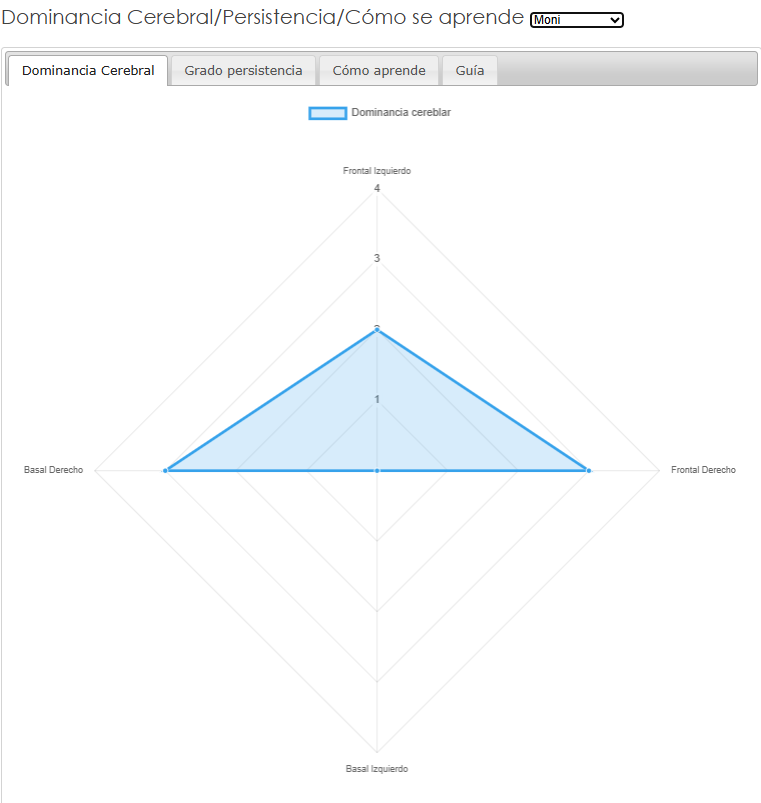 Dominancia Cerebral/Persistencia/Cómo se aprende Moni
Dominancia Cerebral Grado persistencia Cómo aprende Guía
Dominancia cereblar
Frontal Izquierdo
4
3
2
1
Basal Derecho Frontal Derecho
Basal Izquierdo